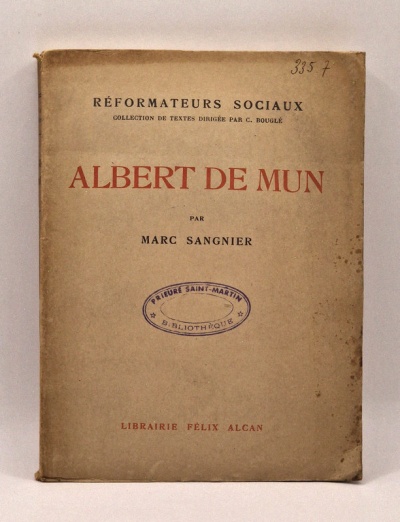 335 7
RÉFORMATEURS SOCIAUX
COLLECTION DE TEXTES DIRIGÉE PAR C. BOUGLÉ
ALBERT DE MUN
PAR
MARC SANGNIER
PRIEURÉ SAINT-MARTIN
BIBLIOTHÈQUE
LIBRAIRIE FÉLIX ALCAN